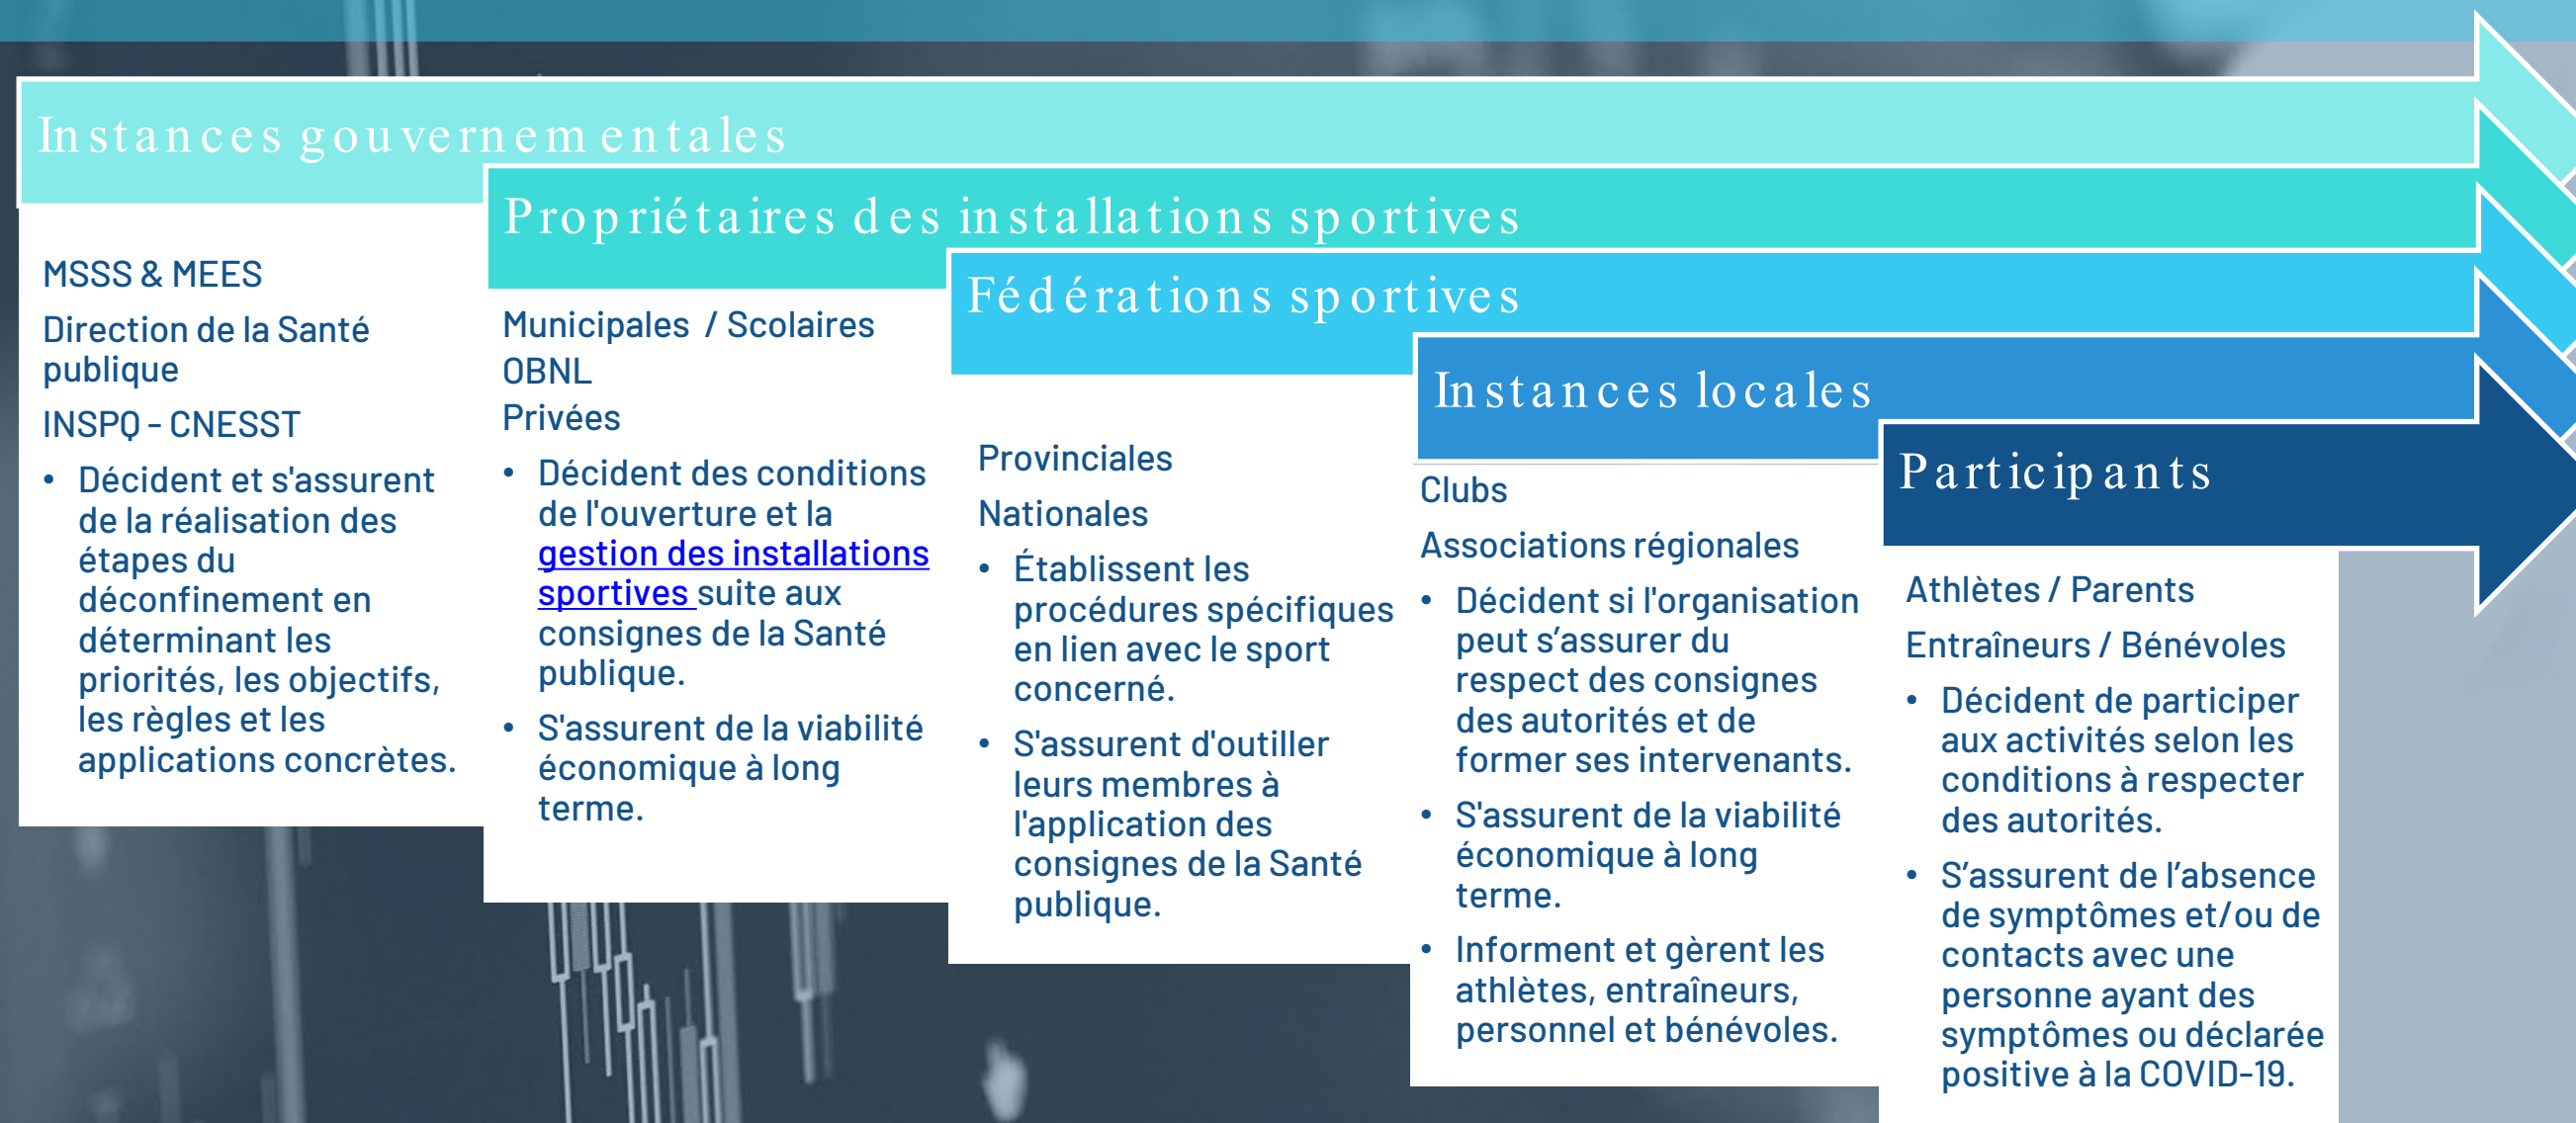 Instances gouvernementales
MSSS & MEES
Direction de la Santé
publique
INSPQ - CNESST
• Décident et s'assurent
de la réalisation des
étapes du
déconfinement en
déterminant les
priorités, les objectifs,
les règles et les
applications concrètes.
Propriétaires des installations sportives
Municipales / Scolaires
OBNL
Privées
• Décident des conditions
de l'ouverture et la
gestion des installations
sportives suite aux
consignes de la Santé
publique.
• S'assurent de la viabilité
économique à long
terme.
Fédérations sportives
Provinciales
Nationales
• Établissent les
procédures spécifiques
en lien avec le sport
concerné.
• S'assurent d'outiller
leurs membres à
l'application des
consignes de la Santé
publique.
Instances locales
Clubs
Associations régionales
• Décident si l'organisation
peut s’assurer du
respect des consignes
des autorités et de
former ses intervenants.
• S'assurent de la viabilité
économique à long
terme.
• Informent et gèrent les
athlètes, entraîneurs,
personnel et bénévoles.
Participants
Athlètes / Parents
Entraîneurs / Bénévoles
• Décident de participer
aux activités selon les
conditions à respecter
des autorités.
• S’assurent de l’absence
de symptômes et/ou de
contacts avec une
personne ayant des
symptômes ou déclarée
positive à la COVID-19.